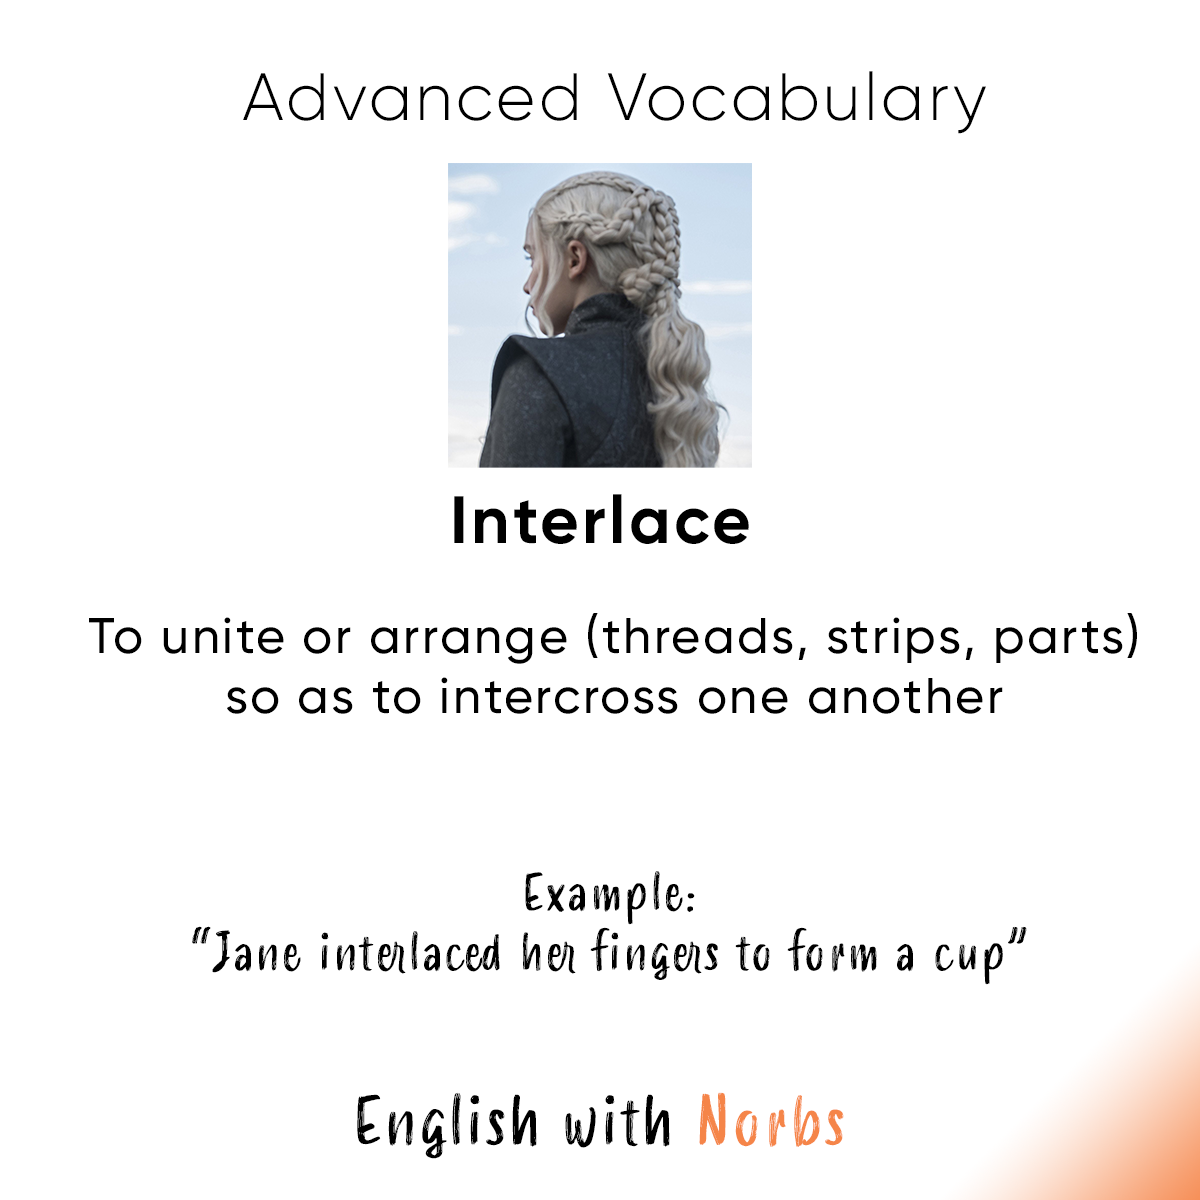 Advanced Vocabulary
Interlace
To unite or arrange (threads, strips, parts)
so as to intercross one another
Example:
“Jane interlaced her fingers to form a cup”
English with Norbs